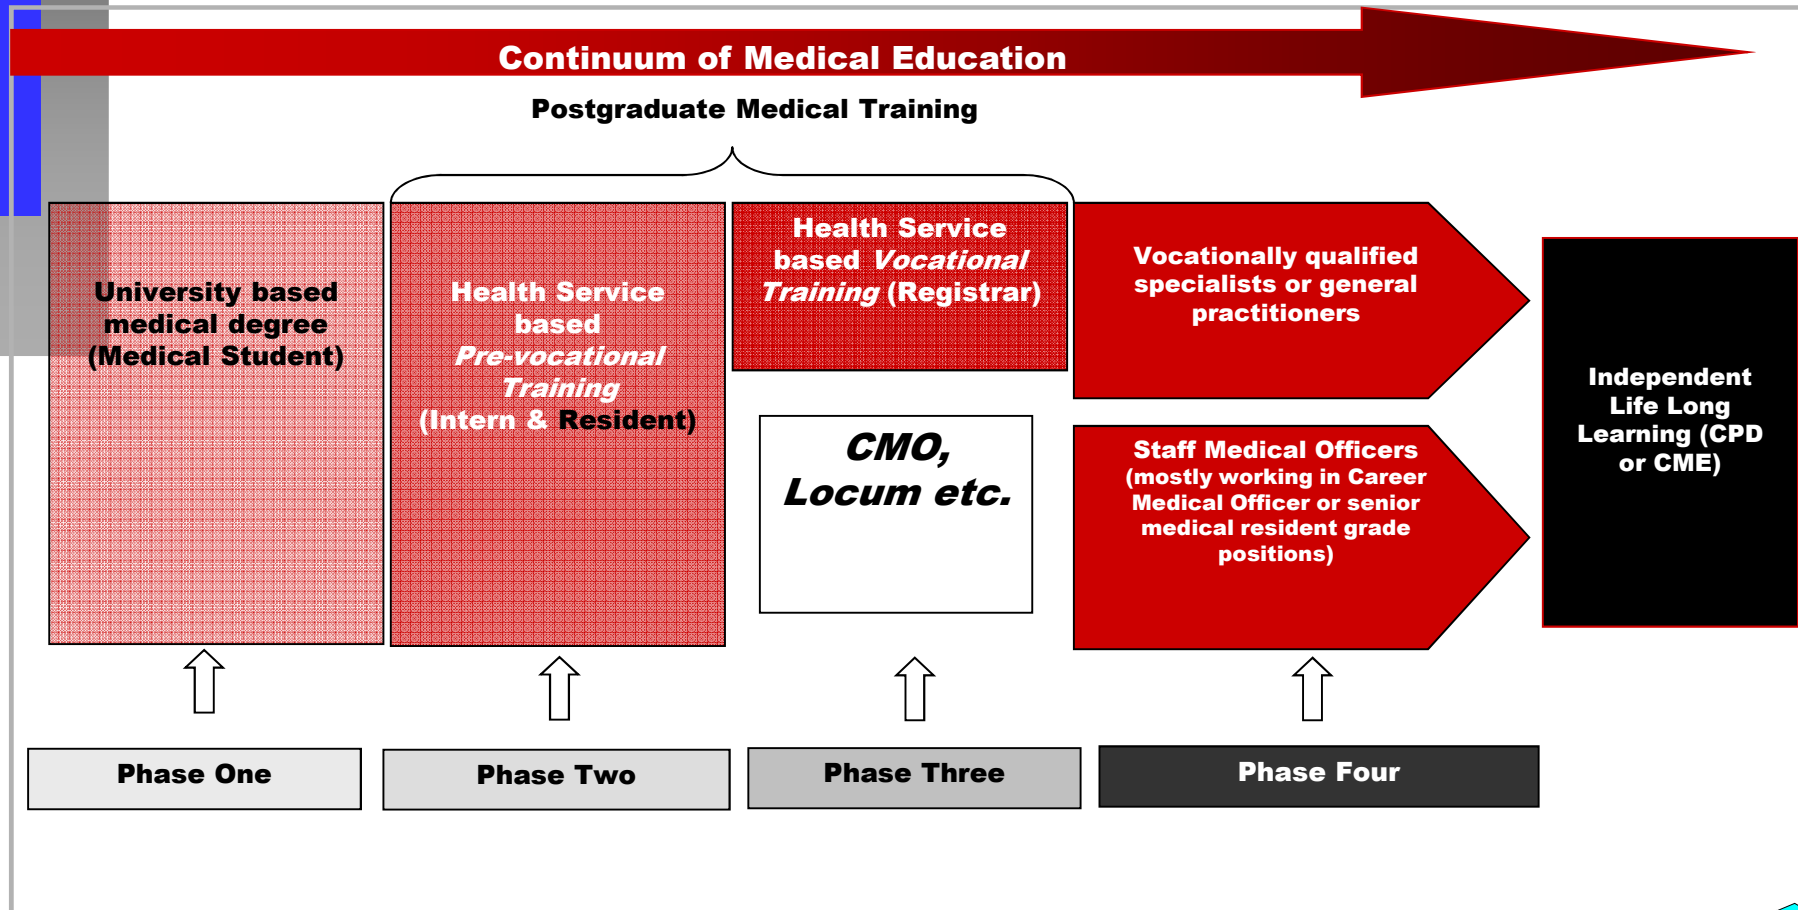 Continuum of Medical Education
Postgraduate Medical Training
University based
medical degree
(Medical Student)
Health Service
based
Pre-vocational
Training
(Intern & Resident)
Health Service
based Vocational
Training (Registrar)
CMO,
Locum etc.
Vocationally qualified
specialists or general
practitioners
Staff Medical Officers
(mostly working in Career
Medical Officer or senior
medical resident grade
positions)
Independent
Life Long
Learning (CPD
or CME)
Phase One
Phase Two
Phase Three
Phase Four